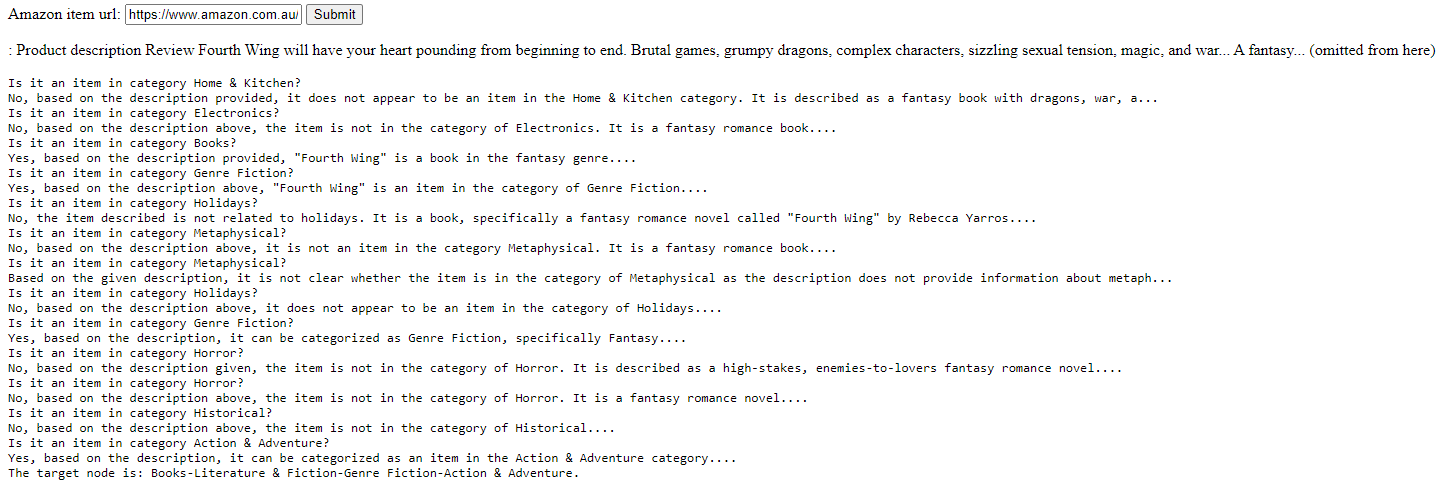 Amazon item url: https://www.amazon.com.au/ Submit
: Product description Review Fourth Wing will have your heart pounding from beginning to end. Brutal games, grumpy dragons, complex characters, sizzling sexual tension, magic, and war... A fantasy... (omitted from here)
Is it an item in category Home & Kitchen?
No, based on the description provided, it does not appear to be an item in the Home & Kitchen category. It is described as a fantasy book with dragons, war, a...
Is it an item in category Electronics?
No, based on the description above, the item is not in the category of Electronics. It is a fantasy romance book....
Is it an item in category Books?
Yes, based on the description provided, "Fourth Wing" is a book in the fantasy genre....
Is it an item in category Genre Fiction?
Yes, based on the description above, "Fourth Wing" is an item in the category of Genre Fiction....
Is it an item in category Holidays?
No, the item described is not related to holidays. It is a book, specifically a fantasy romance novel called "Fourth Wing" by Rebecca Yarros....
Is it an item in category Metaphysical?
No, based on the description above, it is not an item in the category Metaphysical. It is a fantasy romance book....
Is it an item in category Metaphysical?
Based on the given description, it is not clear whether the item is in the category of Metaphysical as the description does not provide information about metaph...
Is it an item in category Holidays?
No, based on the description above, it does not appear to be an item in the category of Holidays....
Is it an item in category Genre Fiction?
Yes, based on the description, it can be categorized as Genre Fiction, specifically Fantasy....
Is it an item in category Horror?
No, based on the description given, the item is not in the category of Horror. It is described as a high-stakes, enemies-to-lovers fantasy romance novel....
Is it an item in category Horror?
No, based on the description above, the item is not in the category of Horror. It is a fantasy romance novel....
Is it an item in category Historical?
No, based on the description above, the item is not in the category of Historical....
Is it an item in category Action & Adventure?
Yes, based on the description, it can be categorized as an item in the Action & Adventure category....
The target node is: Books-Literature & Fiction-Genre Fiction-Action & Adventure.